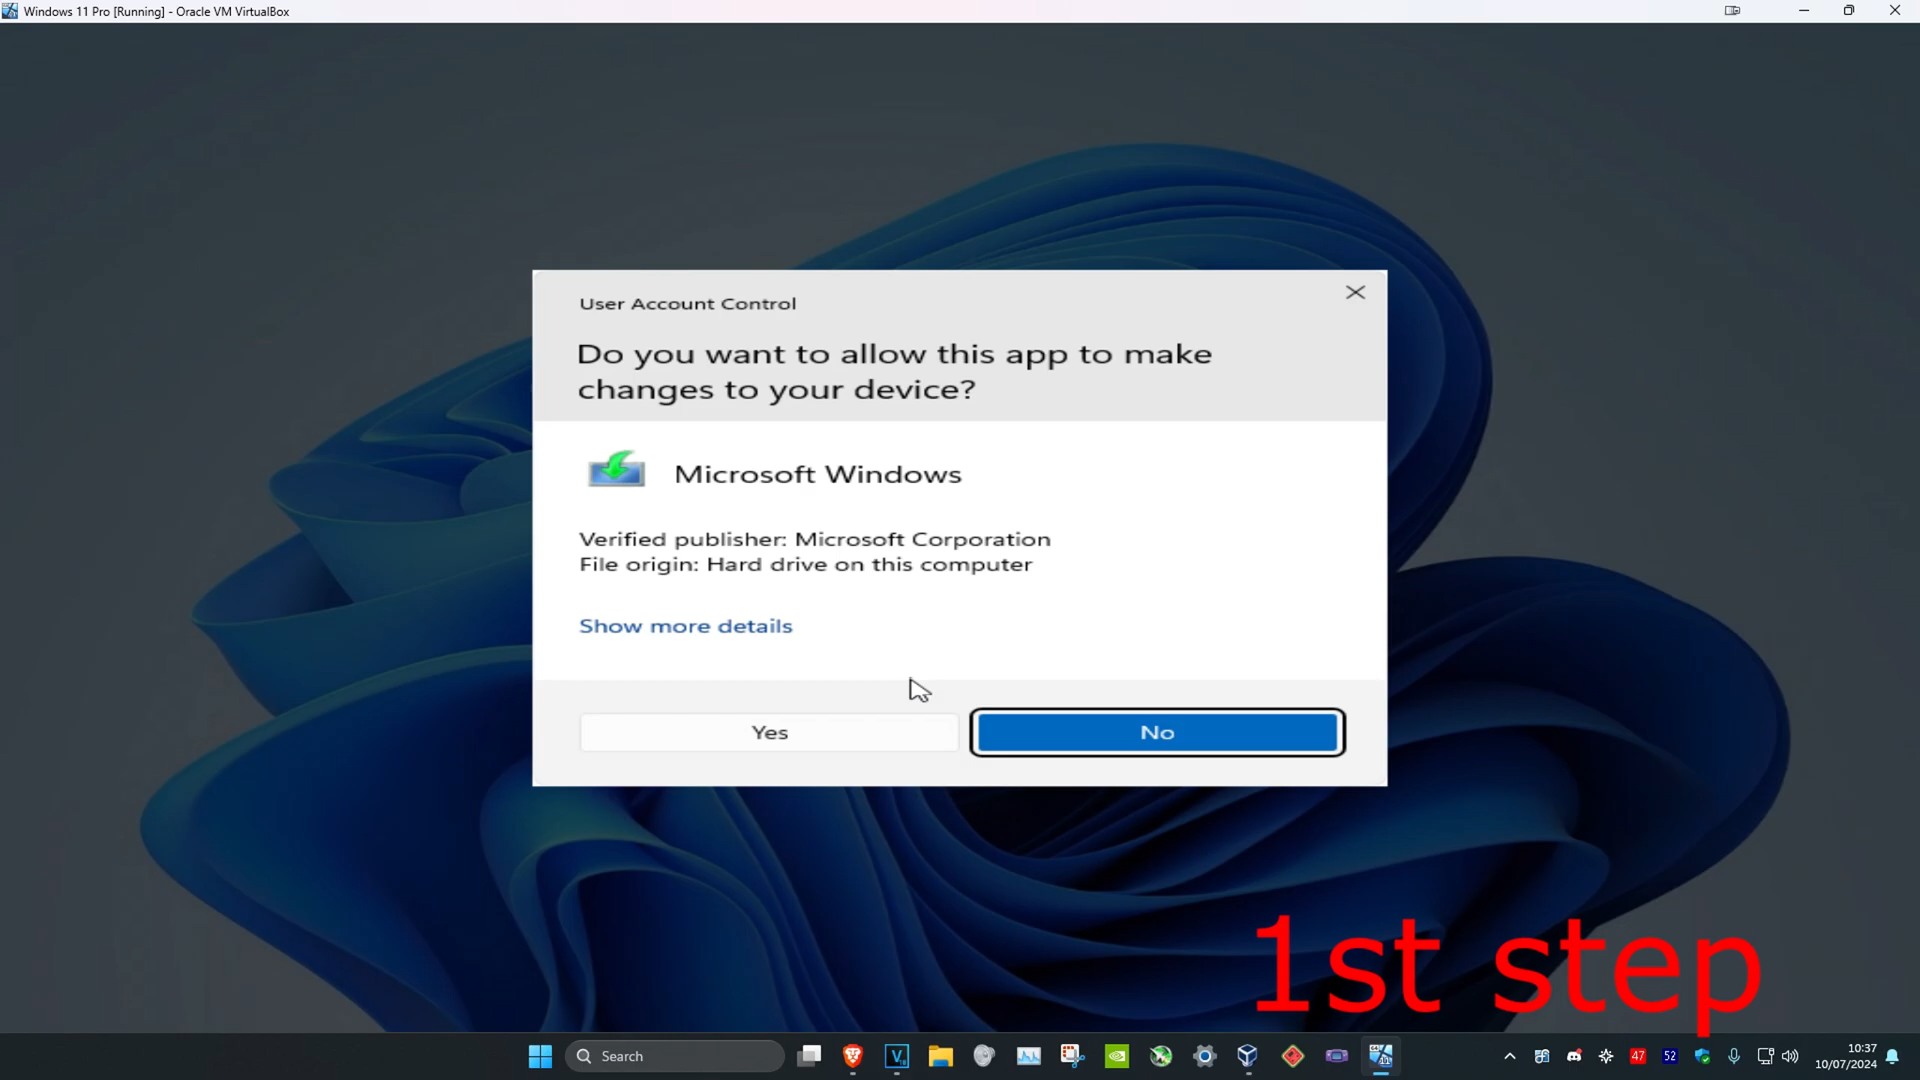 Windows 11 Pro [Running] - Oracle VM VirtualBox
User Account Control
Do you want to allow this app to make
changes to your device?
Microsoft Windows
Verified publisher: Microsoft Corporation
File origin: Hard drive on this computer
Show more details
Yes
No
1st step
Search
47
52
10:37
10/07/2024